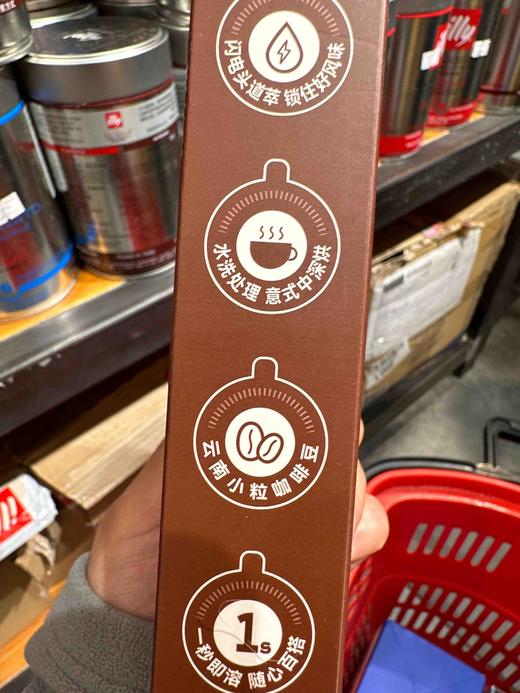 闪电头道萃 锁住好风味
水洗处理 意式中深烘
云南小粒咖啡豆
1s
一秒即溶 随心百搭
illy
illy